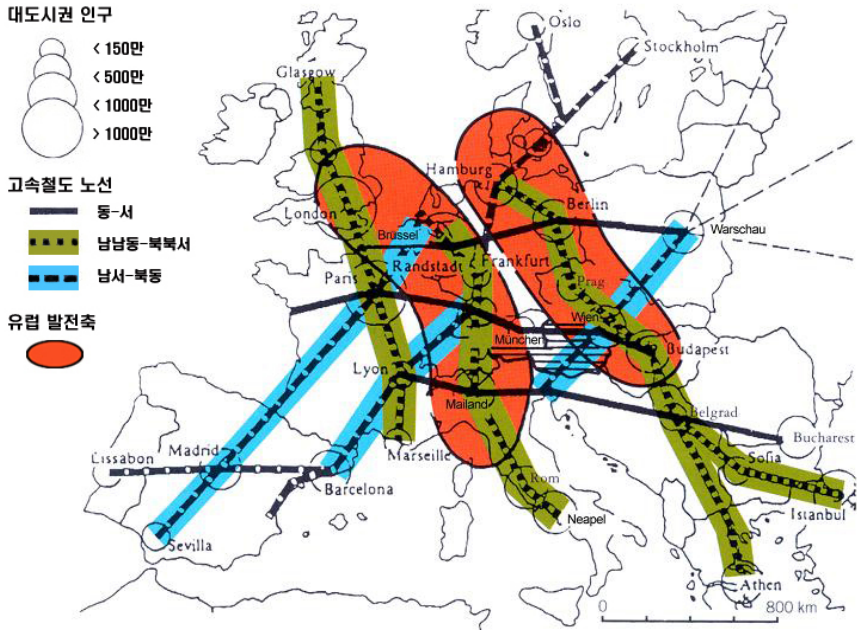 대도시권 인구
< 150만
< 500만
< 1000만
> 1000만
고속철도 노선
동-서
남남동-북북서
남서-북동
유럽 발전축
Oslo
Stockholm
Glasgow
Hamburg
London
Berlin
Brüssel
Warschau
Randstadt
Frankfurt
Paris
Prag
Wien
München
Budapest
Lyon
Mailand
Belgrad
Bucharest
Lissabon
Madrid
Marseille
Sofia
Barcelona
Rom
Istanbul
Neapel
Sevilla
Athen
0
800 km